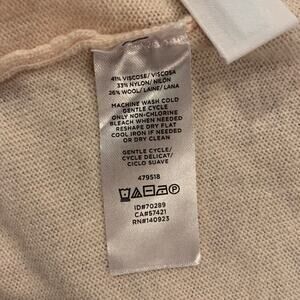 41% VISCOSE/ VISCOSA
33% NYLON/ NILON
26% WOOL/ LAINE/ LANA
MACHINE WASH COLD
GENTLE CYCLE
ONLY NON-CHLORINE
BLEACH WHEN NEEDED
RESHAPE DRY FLAT
COOL IRON IF NEEDED
OR DRY CLEAN
GENTLE CYCLE/
CYCLE DELICAT/
CICLO SUAVE
479518
P
ID#70289
CA#57421
RN#140923